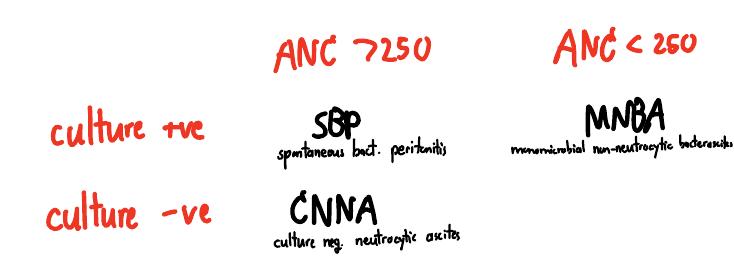 ANC >250
ANC < 250
culture +ve
SBP
spontaneous bact. peritonitis
MNBA
monomicrobial non-neutrocytic bacterascites
culture -ve
CNNA
culture neg. neutrocytic ascites